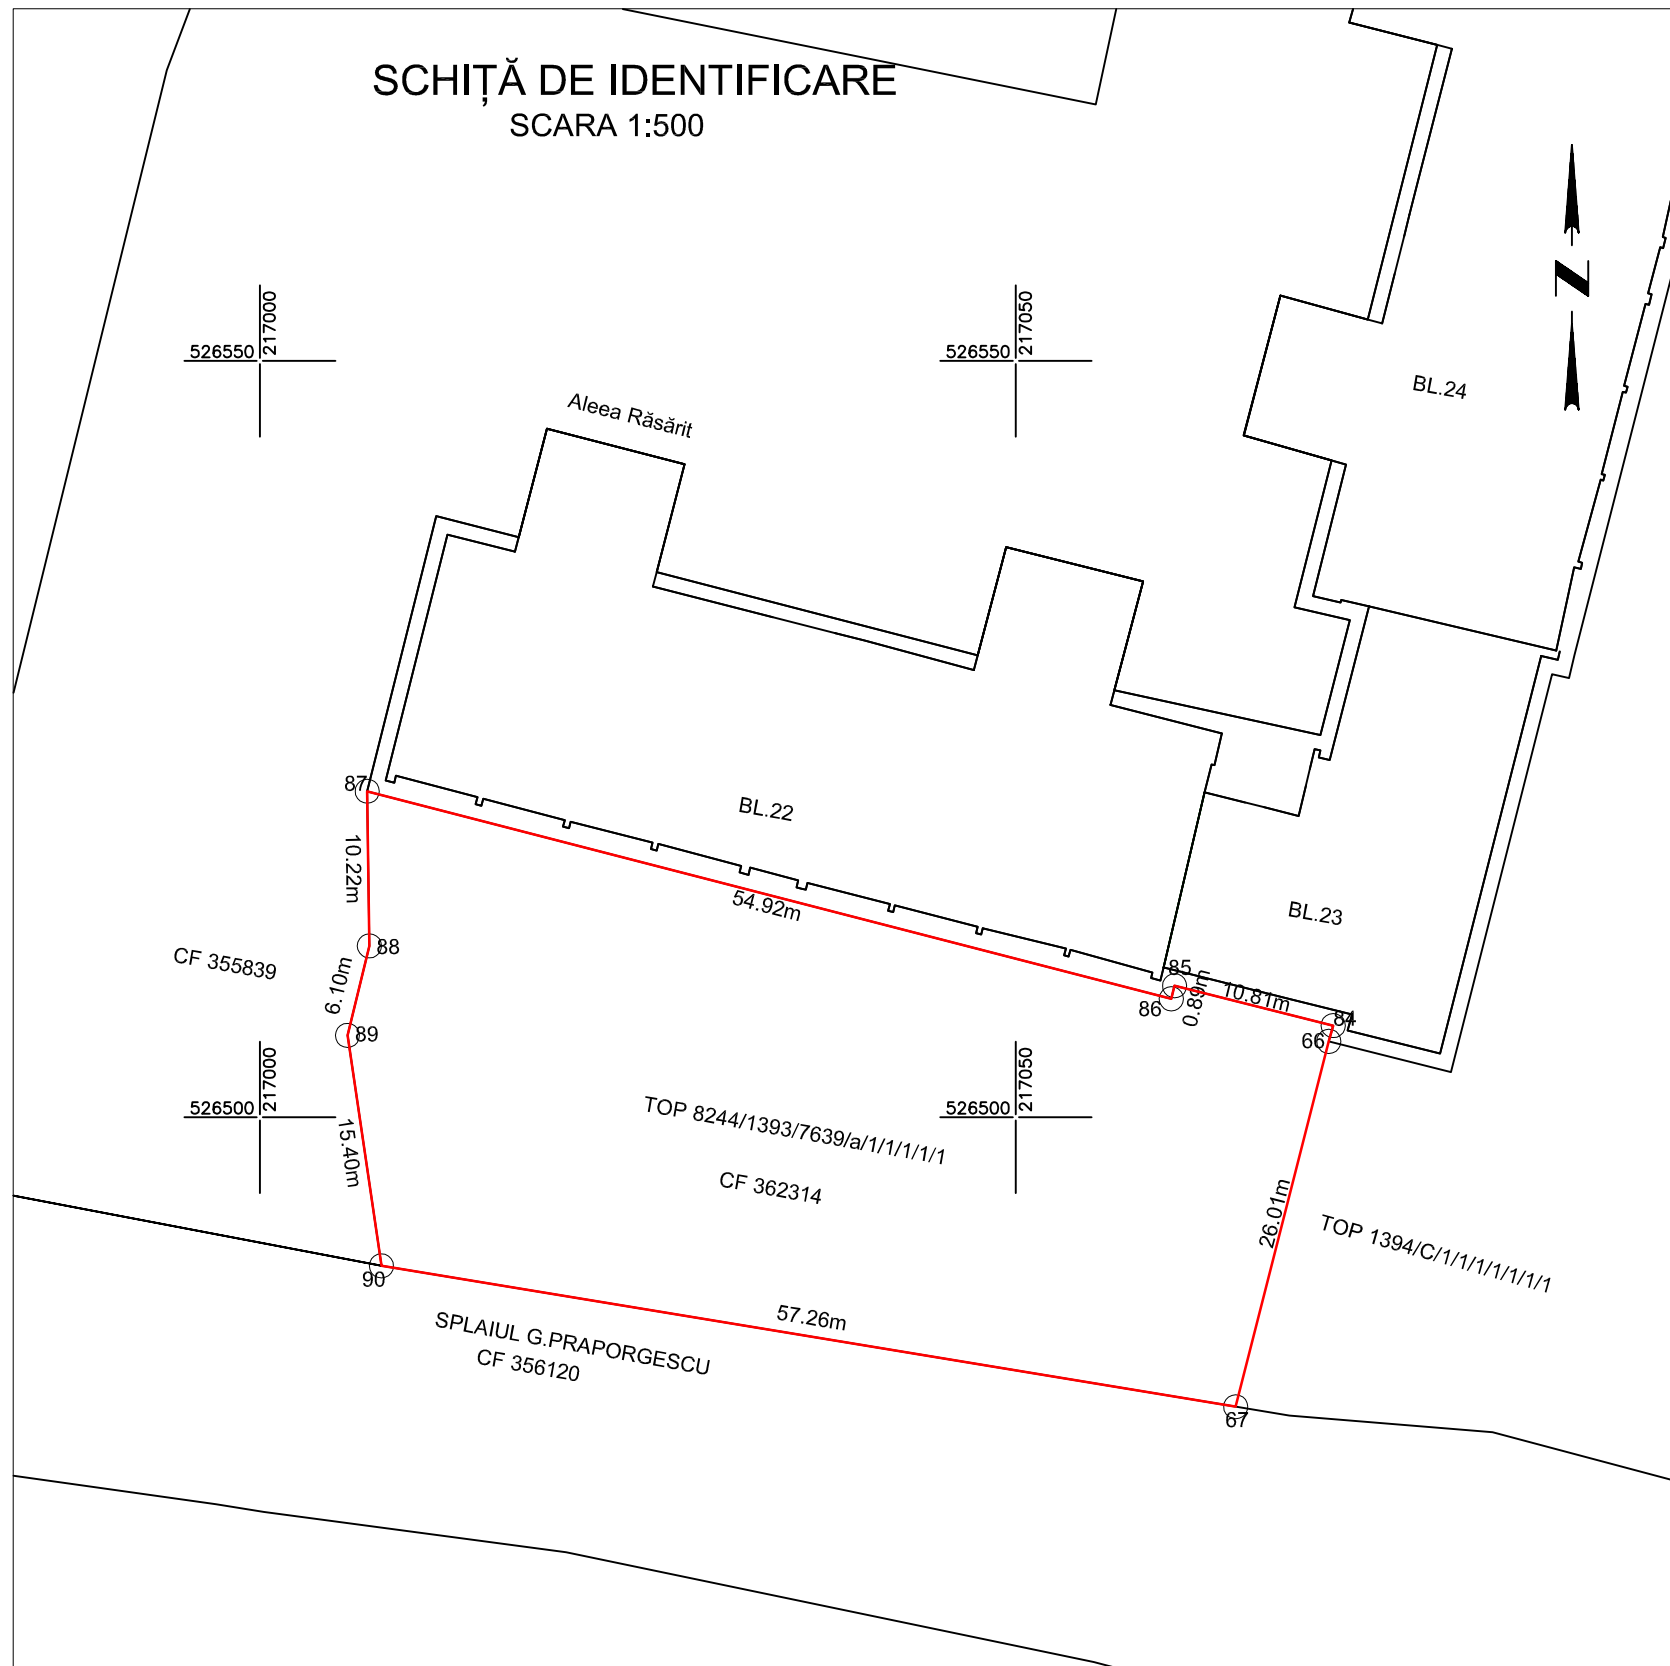 SCHIȚĂ DE IDENTIFICARE
SCARA 1:500
N
526550
217000
526550
217050
BL.24
Aleea Răsărit
87
BL.22
10.22m
54.92m
BL.23
88
CF 355839
85
0.89m
10.81m
86
84
6.10m
89
66
526500
217000
526500
217050
TOP 8244/1393/7639/a/1/1/1/1/1
15.40m
CF 362314
26.01m
TOP 1394/C/1/1/1/1/1/1/1
90
57.26m
SPLAIUL G.PRAPORGESCU
CF 356120
67